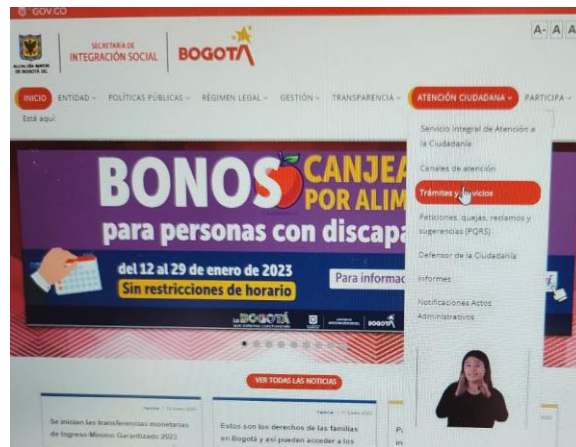 GOV.CO
A- A A
SECRETARÍA DE
INTEGRACIÓN SOCIAL
BOGOTÁ
INICIO ENTIDAD POLÍTICAS PÚBLICAS RÉGIMEN LEGAL GESTIÓN TRANSPARENCIA ATENCIÓN CIUDADANA PARTICIPA
Está aquí:
Servicio Integral de Atención a
la Ciudadanía
Canales de atención
Trámites y
Peticiones, quejas, reclamos y
sugerencias (PQRS)
Defensor de la Ciudadanía
Informes
Notificaciones Actos
Administrativos
BONOS CANJEA
POR ALIM
para personas con discapa
del 12 al 29 de enero de 2023
Sin restricciones de horario
Para informac
BOGOTÁ
BOGOTÁ
VER TODAS LAS NOTICIAS
Se inician las transferencias monetarias
de Ingreso Mínimo Garantizado 2023
Estos son los derechos de las familias
en Bogotá y así pueden acceder a los